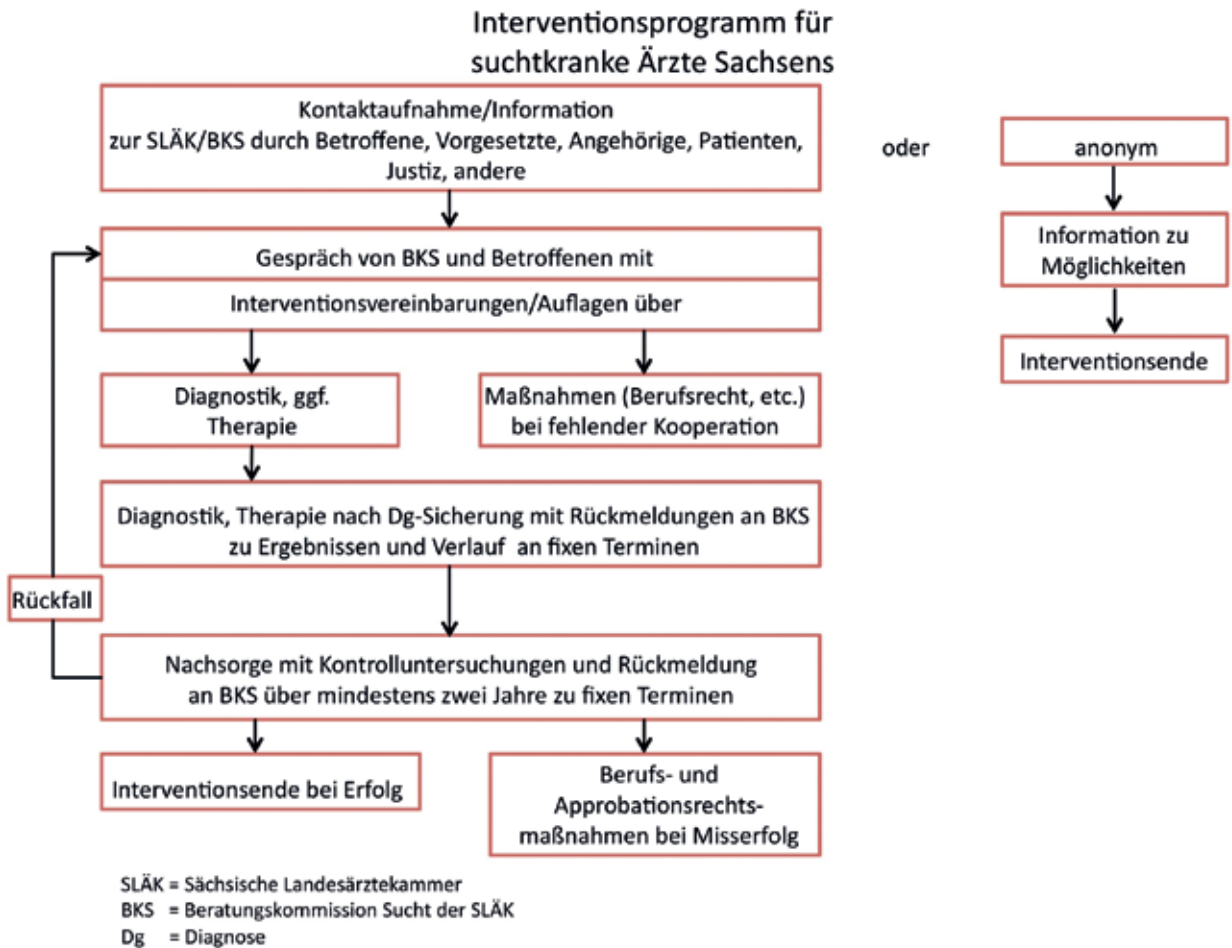 Interventionsprogramm für
suchtkranke Ärzte Sachsens
Kontaktaufnahme/Information
zur SLÄK/BKS durch Betroffene, Vorgesetzte, Angehörige, Patienten,
Justiz, andere
oder
anonym
Information zu
Möglichkeiten
Interventionsende
Gespräch von BKS und Betroffenen mit
Interventionsvereinbarungen/Auflagen über
Diagnostik, ggf.
Therapie
Maßnahmen (Berufsrecht, etc.)
bei fehlender Kooperation
Diagnostik, Therapie nach Dg-Sicherung mit Rückmeldungen an BKS
zu Ergebnissen und Verlauf an fixen Terminen
Rückfall
Nachsorge mit Kontrolluntersuchungen und Rückmeldung
an BKS über mindestens zwei Jahre zu fixen Terminen
Interventionsende bei Erfolg
Berufs- und
Approbationsrechts-
maßnahmen bei Misserfolg
SLÄK = Sächsische Landesärztekammer
BKS = Beratungskommission Sucht der SLÄK
Dg = Diagnose